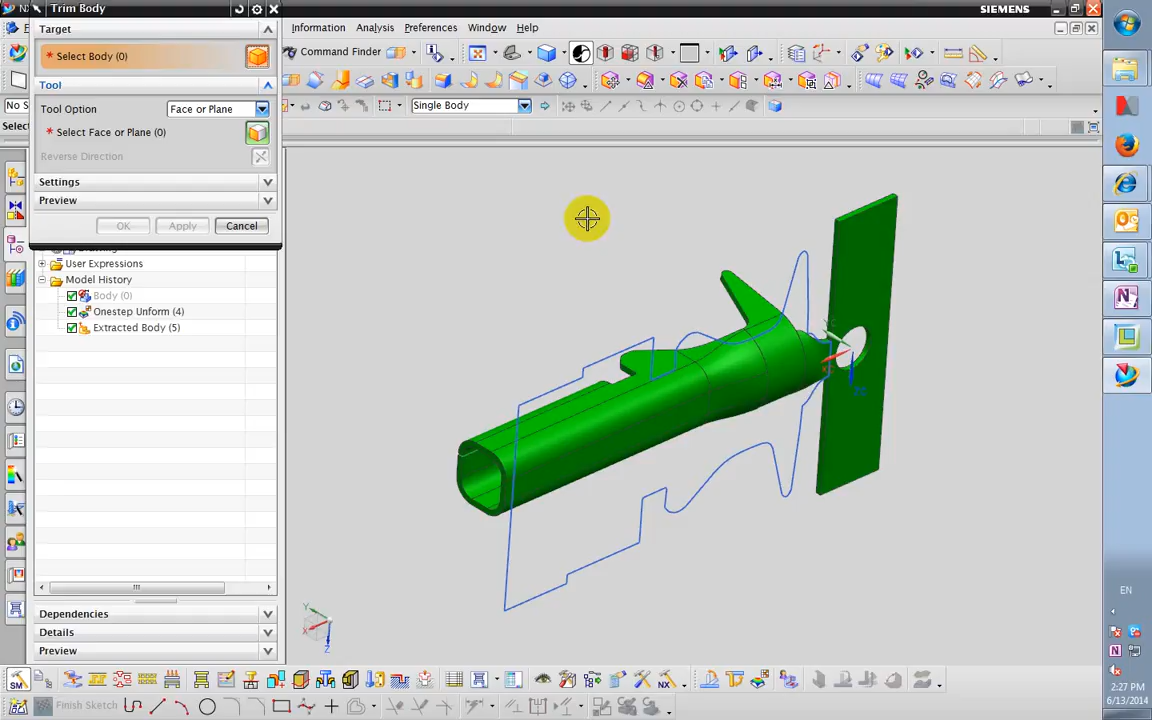 Trim Body
SIEMENS
Target
Information Analysis Preferences Window Help
* Select Body (0)
Command Finder
Tool
Tool Option Face or Plane
Single Body
* Select Face or Plane (0)
Reverse Direction
Settings
Preview
OK Apply Cancel
User Expressions
Model History
Body (0)
Onestep Unform (4)
Extracted Body (5)
Dependencies
Details
Preview
Y
X
Z
EN
SM
NX
Finish Sketch
2:27 PM
6/13/2014